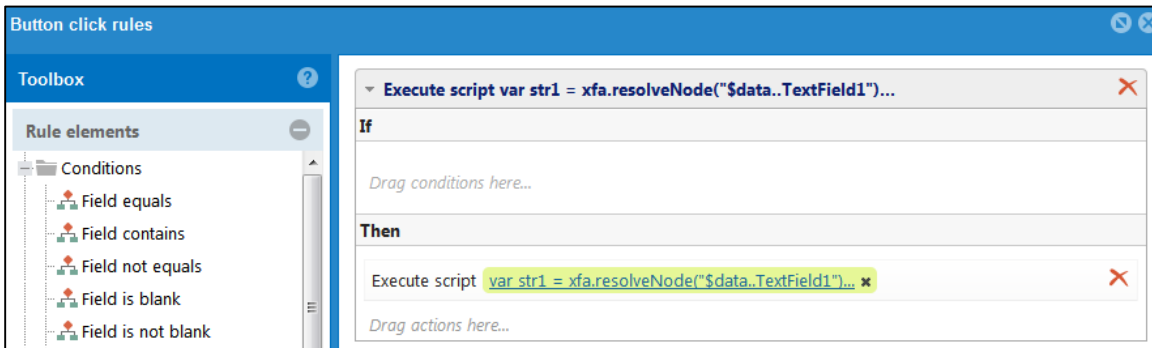 Button click rules
Toolbox
Rule elements
Conditions
Field equals
Field contains
Field not equals
Field is blank
Field is not blank
Execute script var str1 = xfa.resolveNode("$data..TextField1")...
If
Drag conditions here...
Then
Execute script var str1 = xfa.resolveNode("$data..TextField1")...
Drag actions here...